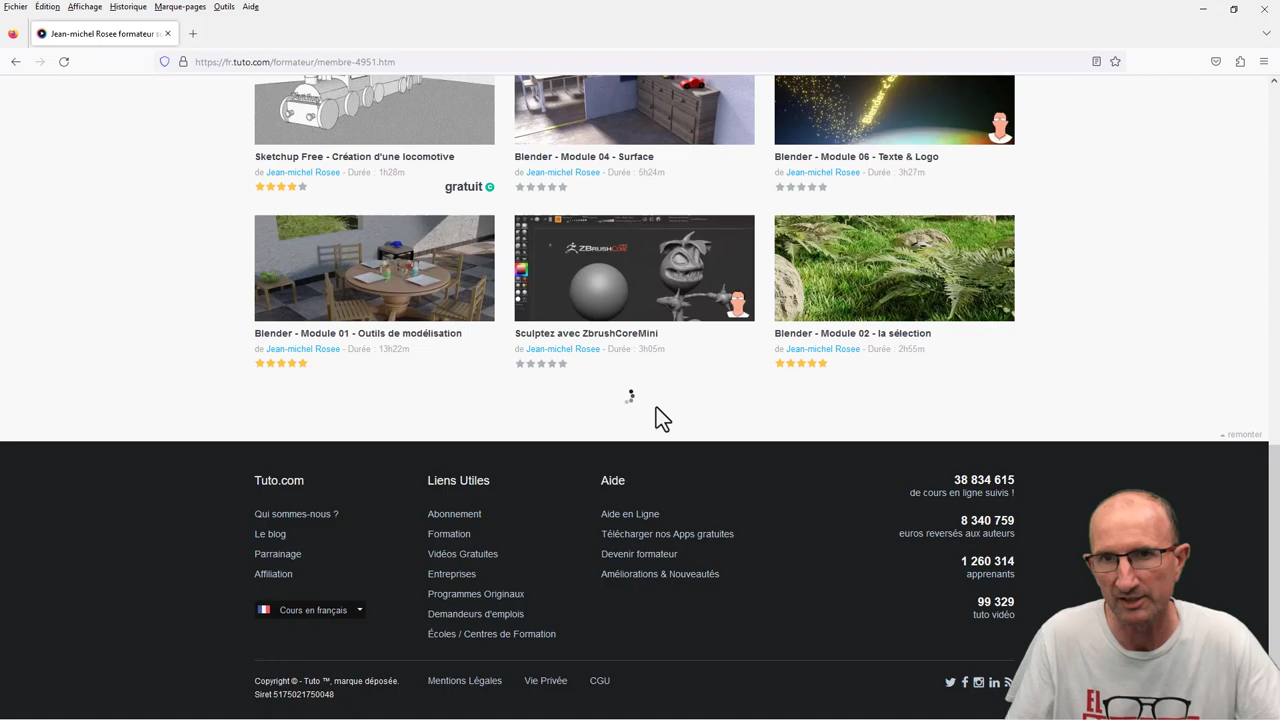 Fichier Édition Affichage Historique Marque-pages Outils Aide
Jean-michel Rosee formateur su
https://fr.tuto.com/formateur/membre-4951.htm
Sketchup Free - Création d'une locomotive
de Jean-michel Rosee - Durée : 1h28m
gratuit
Blender - Module 04 - Surface
de Jean-michel Rosee - Durée : 5h24m
Blender - Module 06 - Texte & Logo
de Jean-michel Rosee - Durée : 3h27m
Blender - Module 01 - Outils de modélisation
de Jean-michel Rosee - Durée : 13h22m
ZBRUSHCORE
Sculptez avec ZbrushCoreMini
de Jean-michel Rosee - Durée : 3h05m
Blender - Module 02 - la sélection
de Jean-michel Rosee - Durée : 2h55m
remonter
Tuto.com
Qui sommes-nous ?
Le blog
Parrainage
Affiliation
Cours en français
Liens Utiles
Abonnement
Formation
Vidéos Gratuites
Entreprises
Programmes Originaux
Demandeurs d'emplois
Écoles / Centres de Formation
Aide
Aide en Ligne
Télécharger nos Apps gratuites
Devenir formateur
Améliorations & Nouveautés
38 834 615
de cours en ligne suivis !
8 340 759
euros reversés aux auteurs
1 260 314
apprenants
99 329
tuto vidéo
Copyright © - Tuto ™, marque déposée.
Siret 5175021750048
Mentions Légales Vie Privée CGU
EL